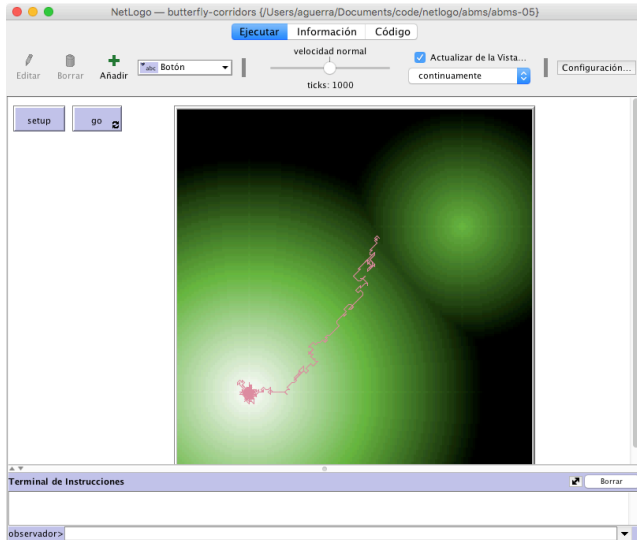 NetLogo — butterfly-corridors {/Users/aguerra/Documents/code/netlogo/abms/abms-05}
Ejecutar Información Código
velocidad normal
Editar Borrar Añadir abc Botón
ticks: 1000
Actualizar de la Vista...
continuamente
Configuración...
setup go
Terminal de Instrucciones
Borrar
observador>